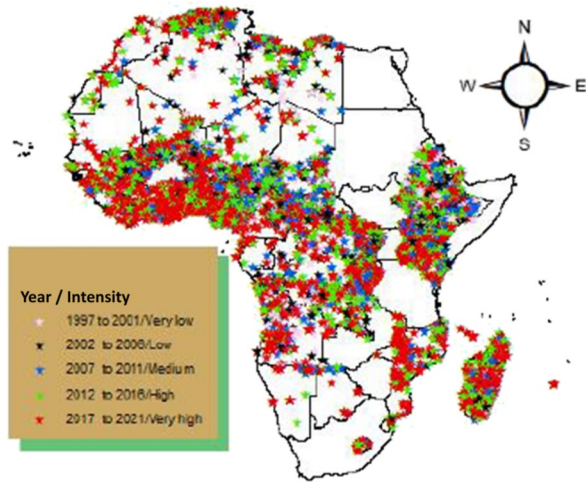 N
W
E
S
Year / Intensity
1997 to 2001/Very low
2002 to 2006/Low
2007 to 2011/Medium
2012 to 2016/High
2017 to 2021/Very high